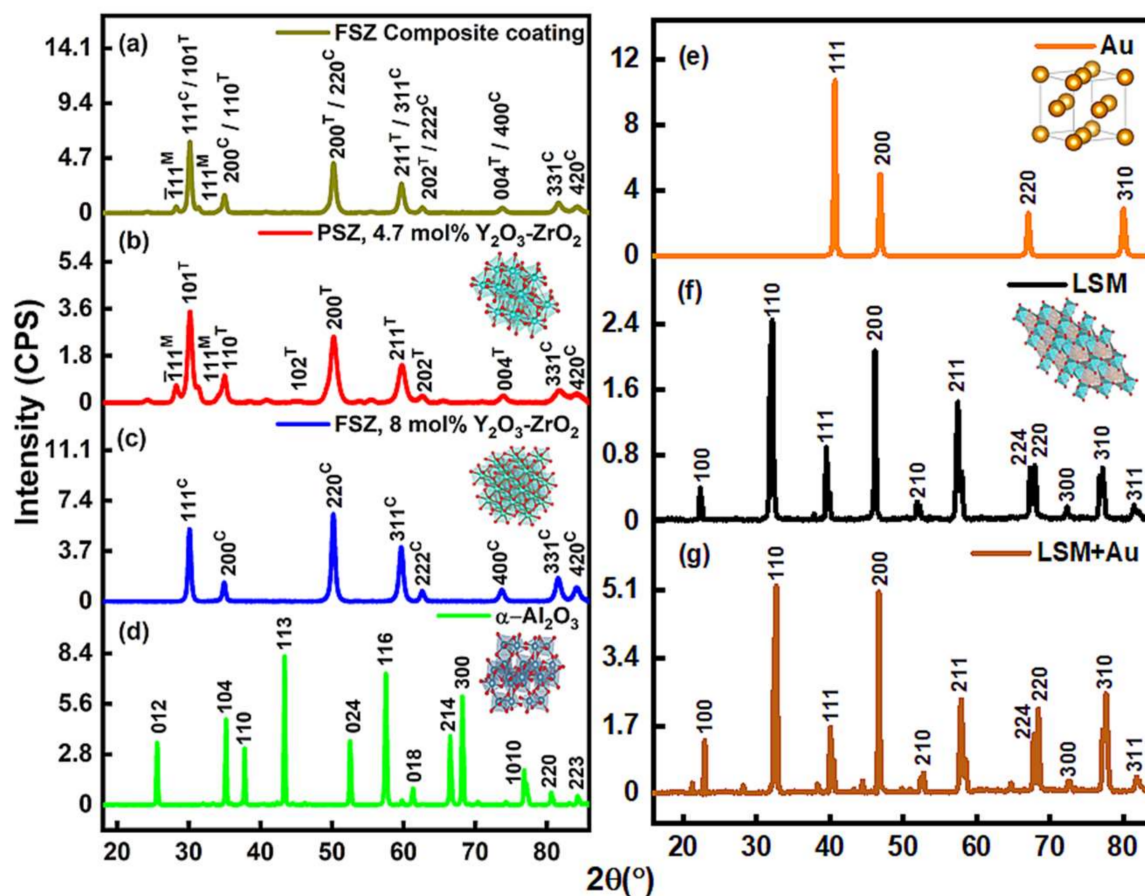 Intensity (CPS)
(a)
FSZ Composite coating
14.1
9.4
4.7
0
1̅11ᴹ
111ᶜ / 101ᵀ
111ᴹ
200ᶜ / 110ᵀ
200ᵀ / 220ᶜ
211ᵀ / 311ᶜ
202ᵀ / 222ᶜ
004ᵀ / 400ᶜ
331ᶜ
420ᶜ
(b)
PSZ, 4.7 mol% Y₂O₃-ZrO₂
5.4
3.6
1.8
0
1̅11ᴹ
101ᵀ
111ᴹ
110ᵀ
102ᵀ
200ᵀ
211ᵀ
202ᵀ
004ᵀ
331ᶜ
420ᶜ
(c)
FSZ, 8 mol% Y₂O₃-ZrO₂
11.1
7.4
3.7
0
111ᶜ
200ᶜ
220ᶜ
311ᶜ
222ᶜ
400ᶜ
331ᶜ
420ᶜ
(d)
α-Al₂O₃
8.4
5.6
2.8
0
012
104
110
113
024
116
018
214
300
1010
220
223
20 30 40 50 60 70 80
(e)
Au
12
8
4
0
111
200
220
310
(f)
LSM
2.4
1.6
0.8
0
100
110
111
200
210
211
224
220
300
310
311
(g)
LSM+Au
5.1
3.4
1.7
0
100
110
111
200
210
211
224
220
300
310
311
20 30 40 50 60 70 80
2θ(°)